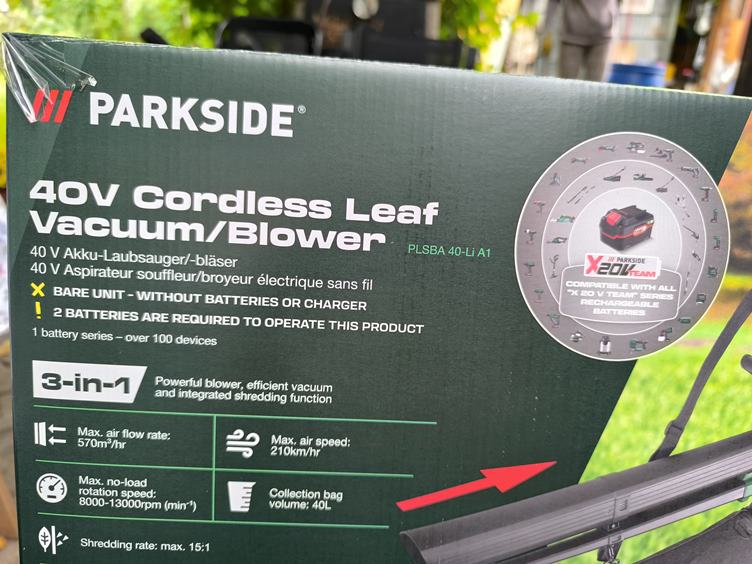 PARKSIDE®
40V Cordless Leaf
Vacuum/Blower PLSBA 40-Li A1
40 V Akku-Laubsauger/-bläser
40 V Aspirateur souffleur/broyeur électrique sans fil
BARE UNIT - WITHOUT BATTERIES OR CHARGER
2 BATTERIES ARE REQUIRED TO OPERATE THIS PRODUCT
1 battery series – over 100 devices
3-in-1
Powerful blower, efficient vacuum
and integrated shredding function
Max. air flow rate:
570m³/hr
Max. air speed:
210km/hr
Max. no-load
rotation speed:
8000-13000rpm (min⁻¹)
Collection bag
volume: 40L
Shredding rate: max. 15:1
PARKSIDE
X20V TEAM
COMPATIBLE WITH ALL
"X 20 V TEAM" SERIES
RECHARGEABLE
BATTERIES